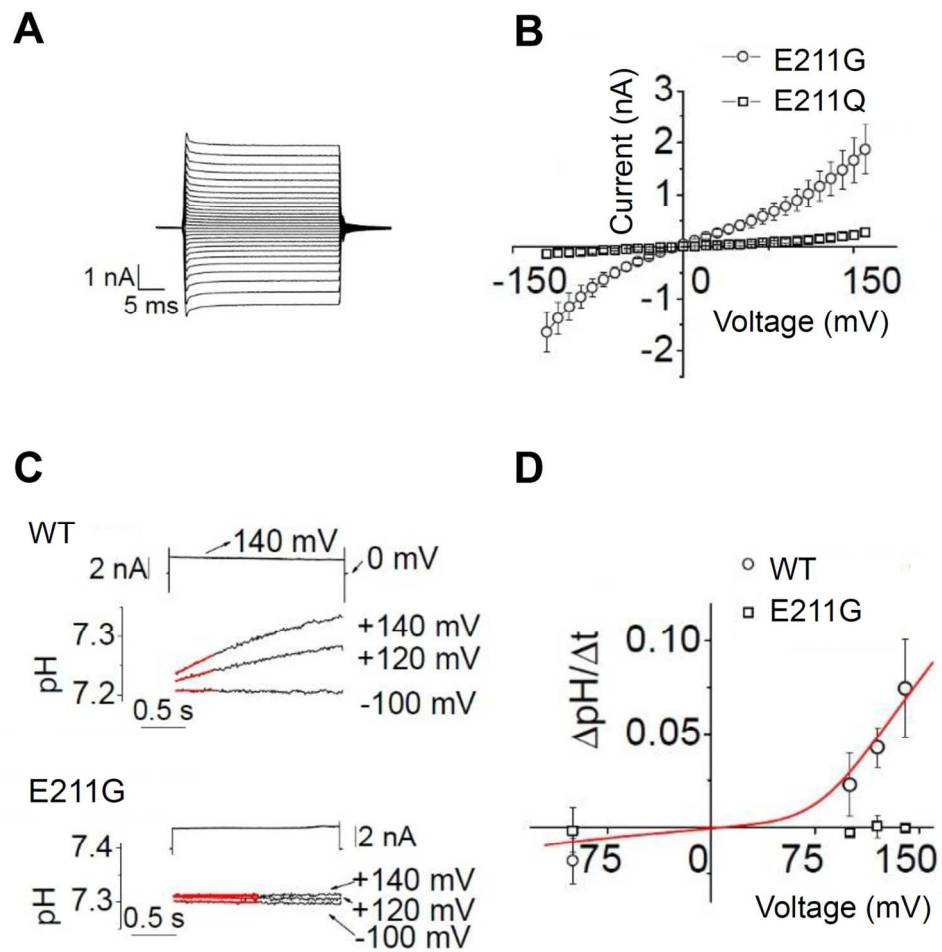 A
1 nA
5 ms
B
E211G
E211Q
Current (nA)
3
2
1
-150
0
150
-1
-2
Voltage (mV)
C
WT
140 mV
2 nA
0 mV
7.3
7.2
pH
+140 mV
+120 mV
-100 mV
0.5 s
E211G
2 nA
7.4
7.3
pH
+140 mV
+120 mV
-100 mV
0.5 s
D
WT
E211G
ΔpH/Δt
0.10
0.05
75
0
75
150
Voltage (mV)